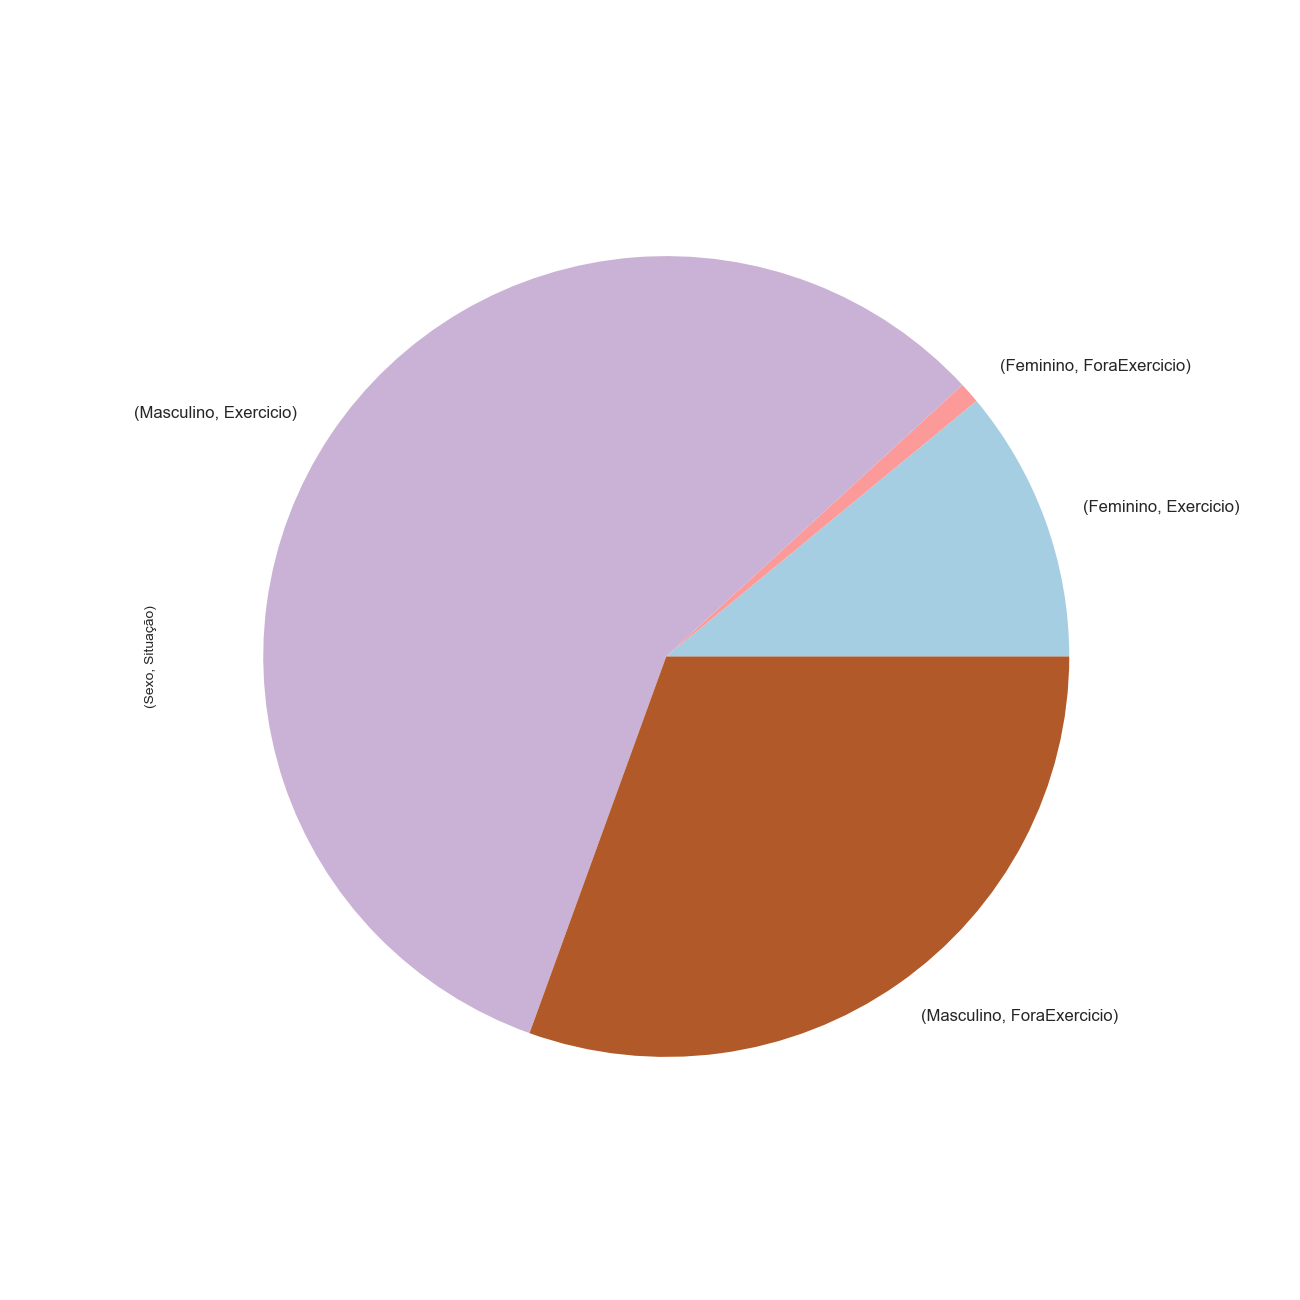 (Feminino, ForaExercicio)
(Masculino, Exercicio)
(Feminino, Exercicio)
(Sexo, Situação)
(Masculino, ForaExercicio)